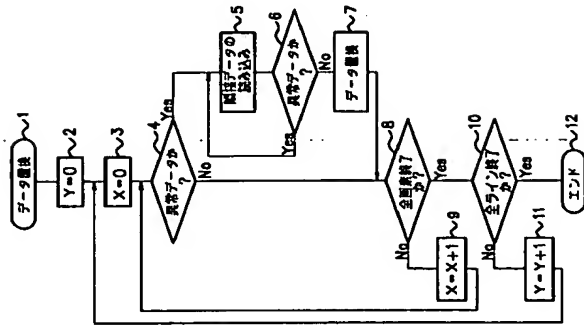 データ置換
1
Y=0
2
X=0
3
異常データか
?
4
Yes
No
隣接データの
読み込み
5
異常データか
?
6
Yes
No
データ置換
7
全画素終了
か?
8
No
Yes
X=X+1
9
全ライン終了
か?
10
No
Yes
Y=Y+1
11
エンド
12